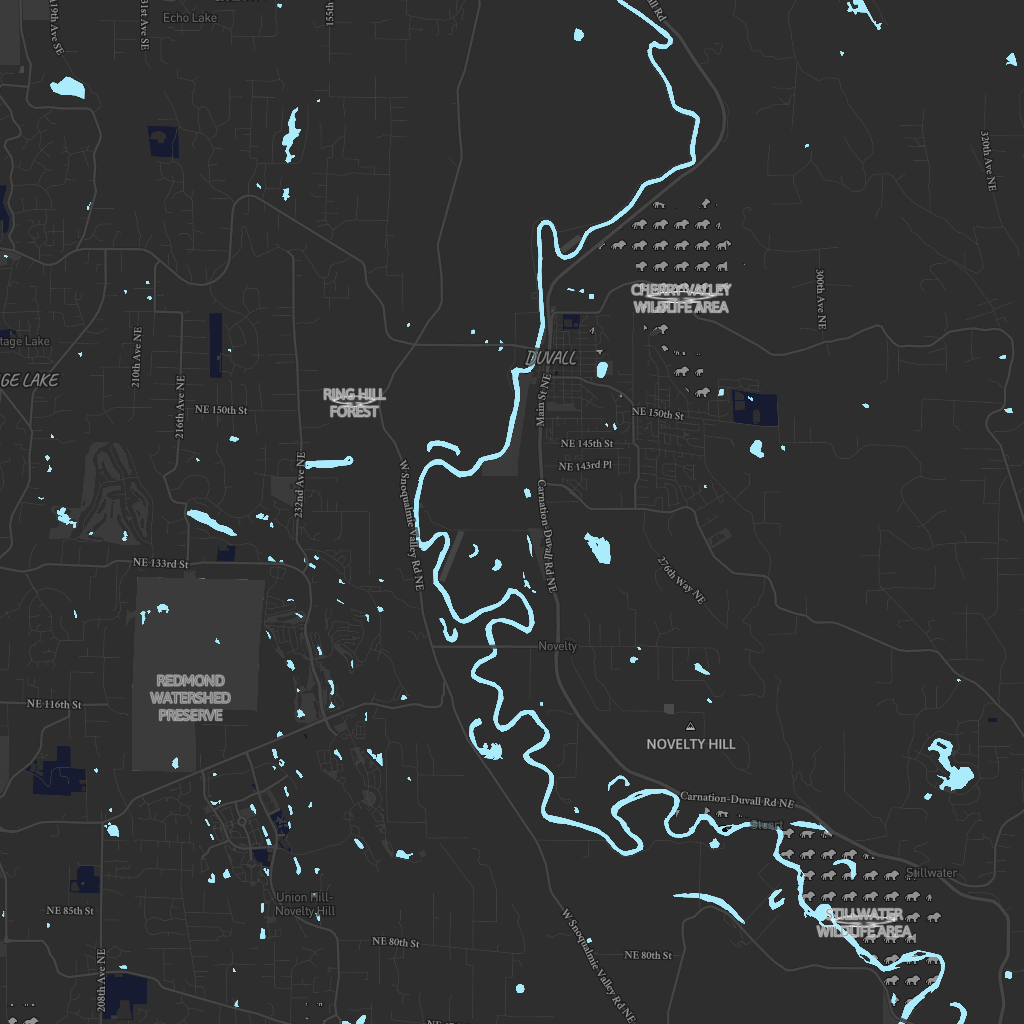 119th Ave SE
Echo Lake
191st Ave SE
155th
all Rd
320th Ave NE
CHERRY VALLEY
WILDLIFE AREA
300th Ave NE
tage Lake
GE LAKE
210th Ave NE
DUVALL
RING HILL
FOREST
216th Ave NE
NE 150th St
Main St NE
NE 150th St
NE 145th St
NE 143rd Pl
232nd Ave NE
W Snoqualmie Valley Rd NE
Carnation-Duvall Rd NE
NE 133rd St
276th Way NE
Novelty
REDMOND
WATERSHED
PRESERVE
NE 116th St
NOVELTY HILL
Carnation-Duvall Rd NE
Stuart
Stillwater
Union Hill-
Novelty Hill
NE 85th St
STILLWATER
WILDLIFE AREA
NE 80th St
NE 80th St
W Snoqualmie Valley Rd NE
208th Ave NE